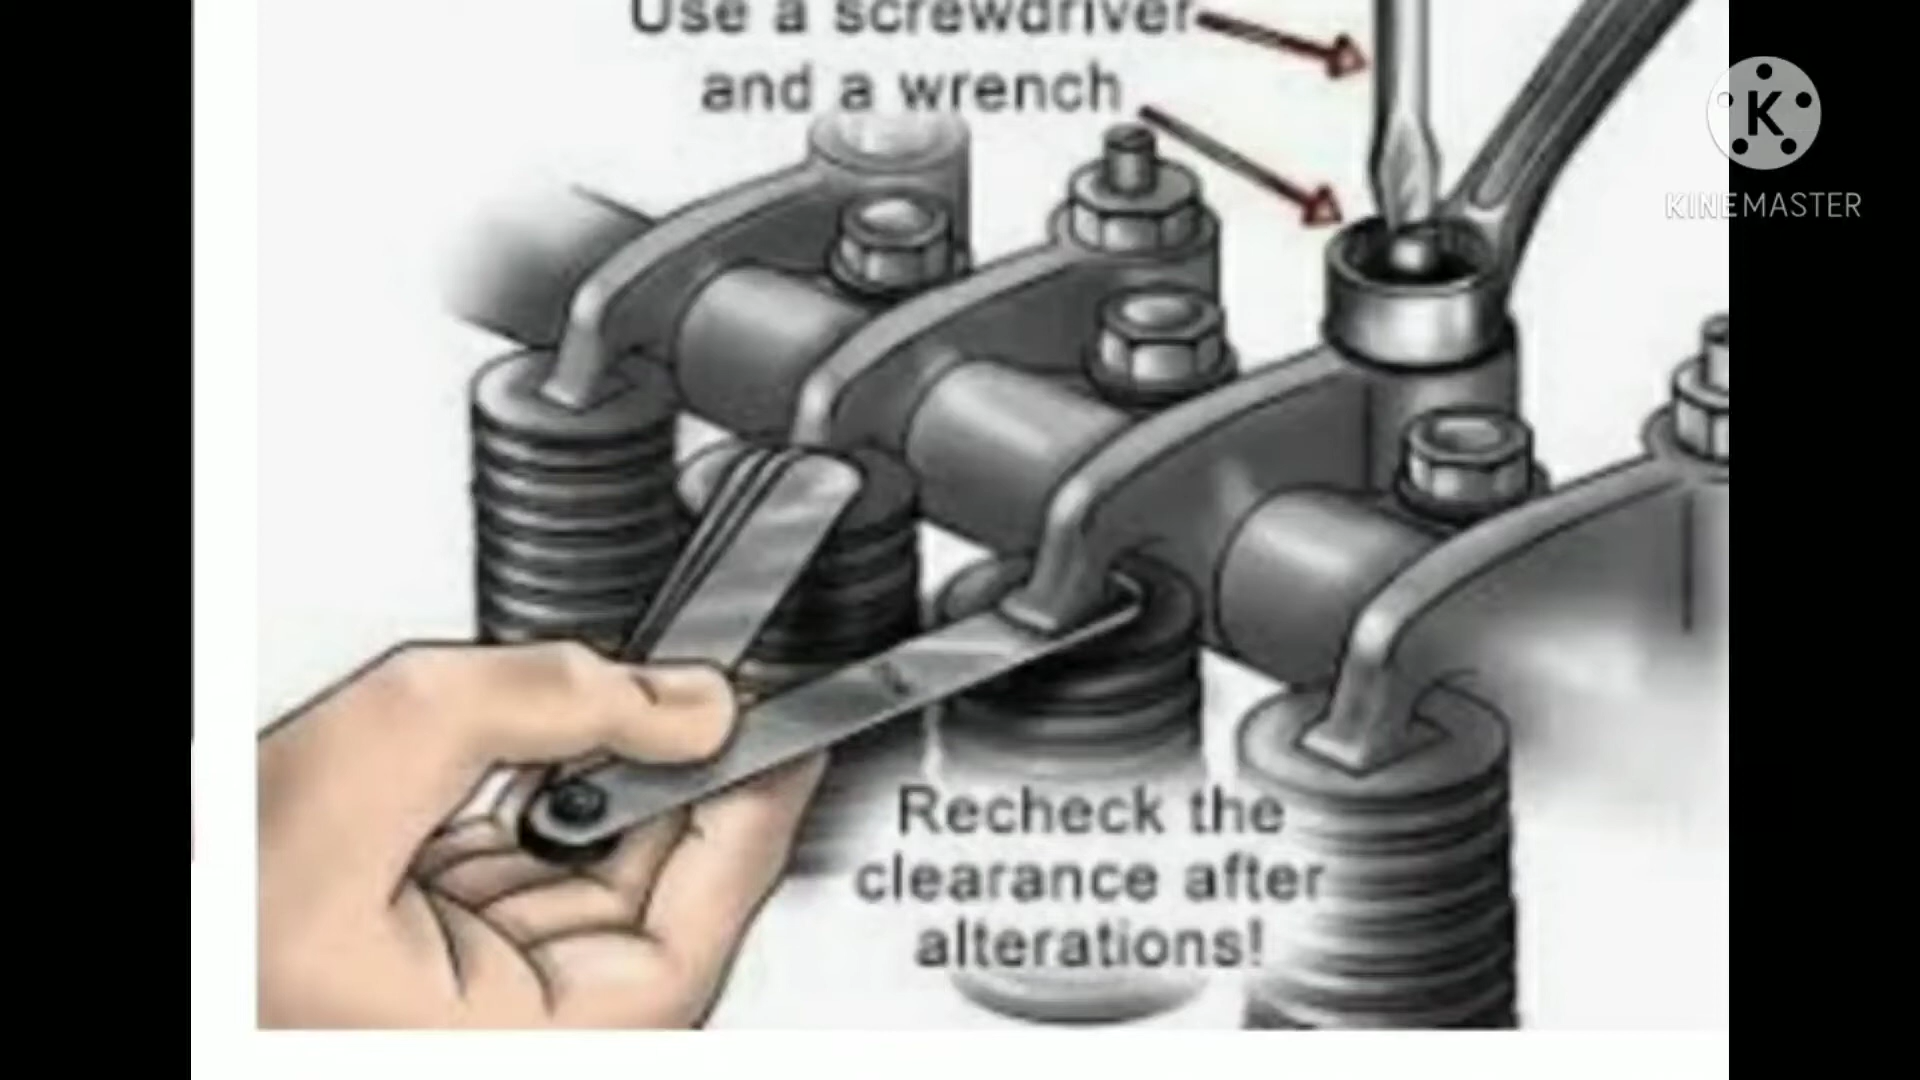 Use a screwdriver
and a wrench
K
KINEMASTER
Recheck the
clearance after
alterations!